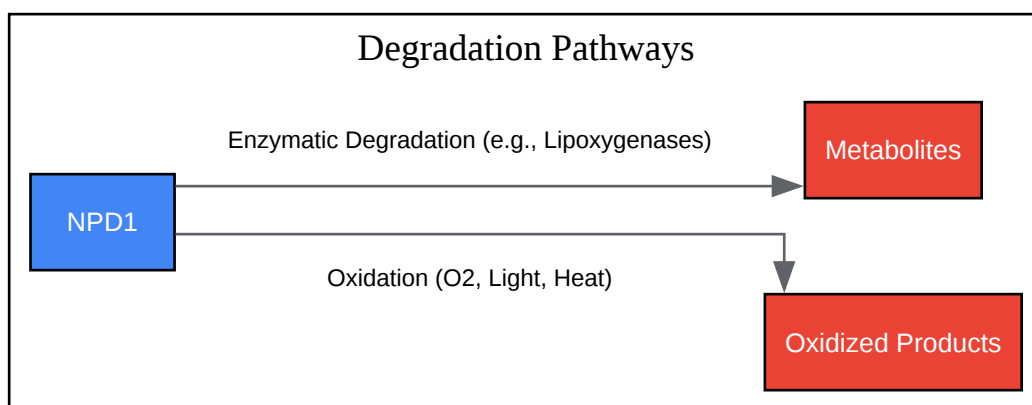 Degradation Pathways
Enzymatic Degradation (e.g., Lipoxygenases)
Metabolites
NPD1
Oxidation (O2, Light, Heat)
Oxidized Products